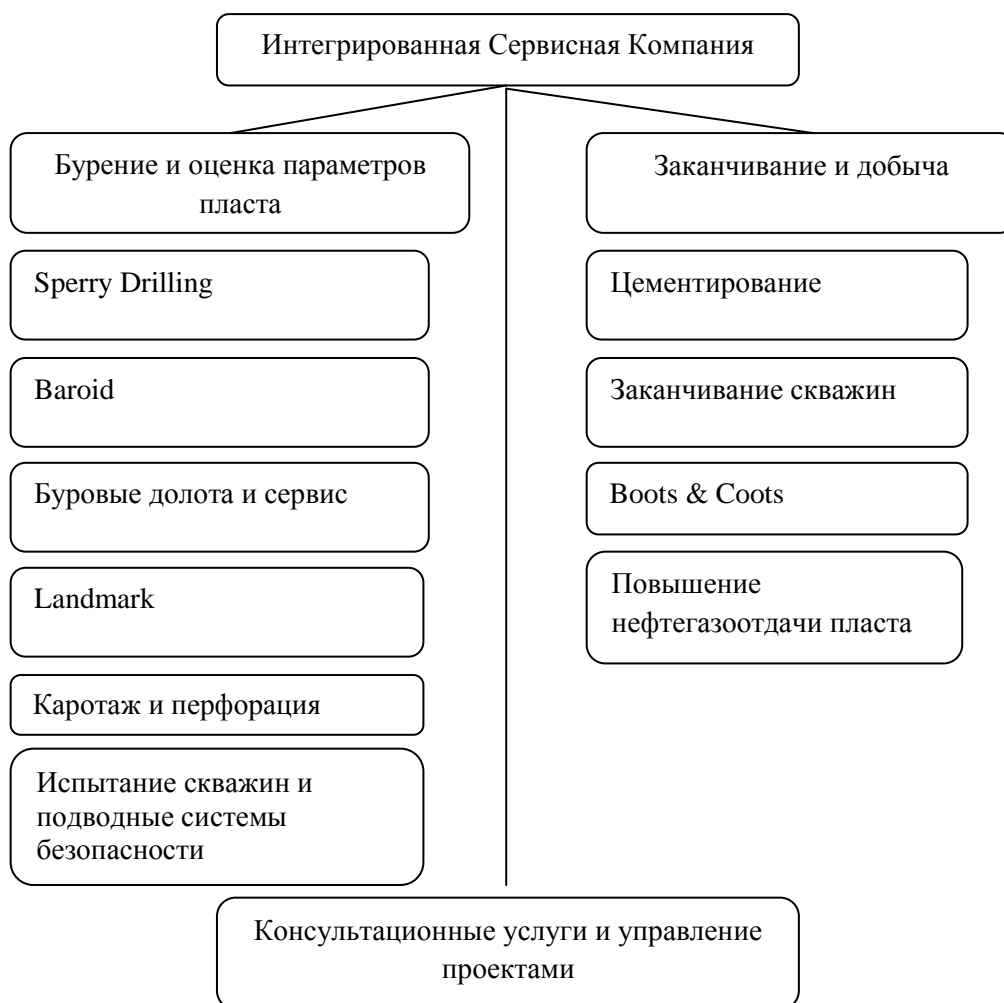 Интегрированная Сервисная Компания
Бурение и оценка параметров
пласта
Sperry Drilling
Baroid
Буровые долота и сервис
Landmark
Каротаж и перфорация
Испытание скважин и
подводные системы
безопасности
Заканчивание и добыча
Цементирование
Заканчивание скважин
Boots & Coots
Повышение
нефтегазоотдачи пласта
Консультационные услуги и управление
проектами